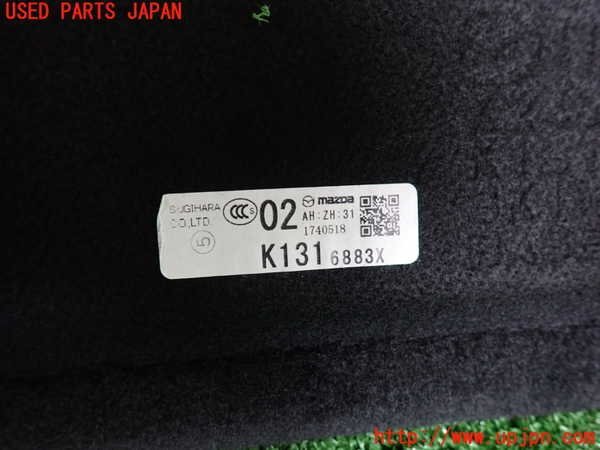 USED PARTS JAPAN
SUGIHARA
CO,LTD.
5
CCC S
02
mazda
AH:ZH:31
1740518
K131 6883X
http://www.upjpn.com